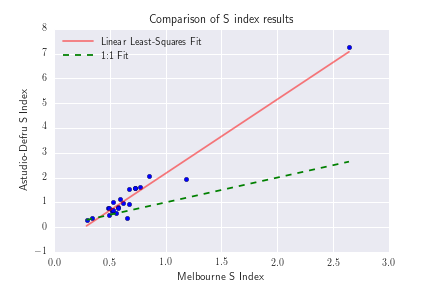 Comparison of S index results
8
7
6
5
4
3
2
1
0
−1
Astudio-Defru S Index
Linear Least-Squares Fit
1:1 Fit
0.0 0.5 1.0 1.5 2.0 2.5 3.0
Melbourne S Index